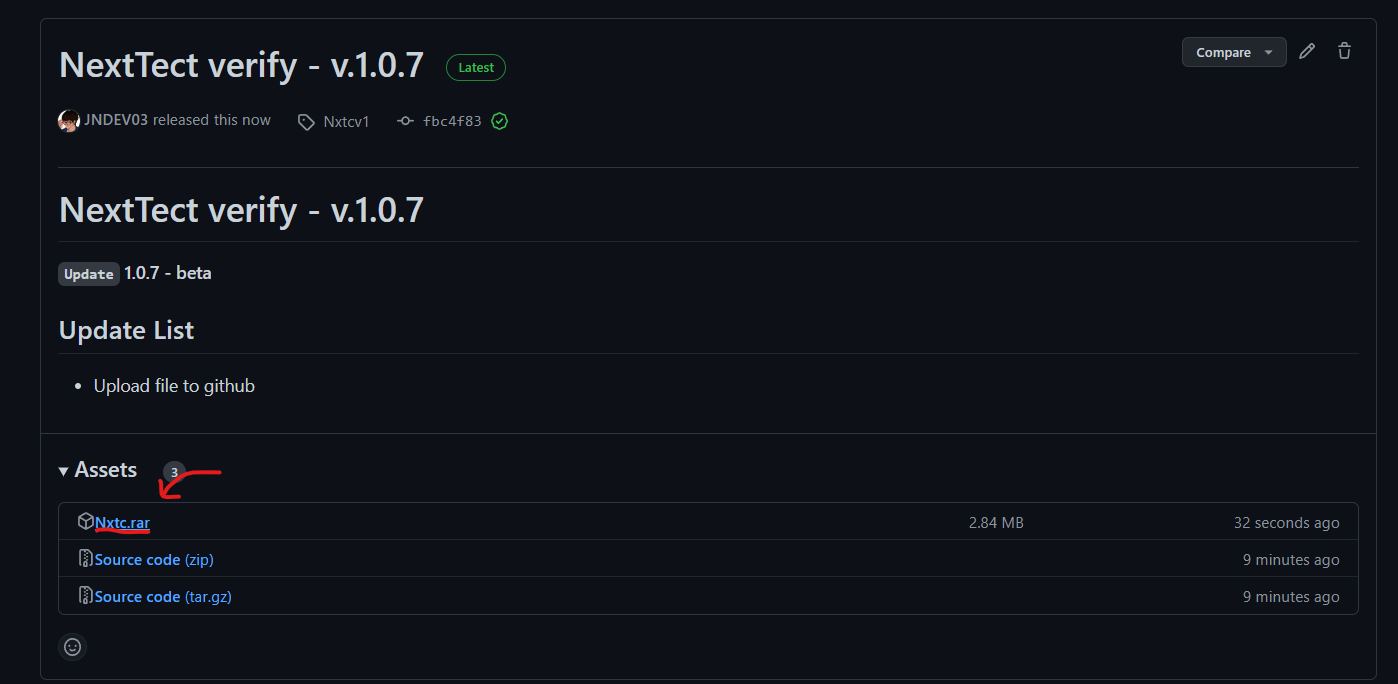 NextTect verify - v.1.0.7 Latest Compare
JNDEV03 released this now Nxtcv1 fbc4f83
NextTect verify - v.1.0.7
Update 1.0.7 - beta
Update List
• Upload file to github
Assets 3
Nxtc.rar 2.84 MB 32 seconds ago
Source code (zip) 9 minutes ago
Source code (tar.gz) 9 minutes ago